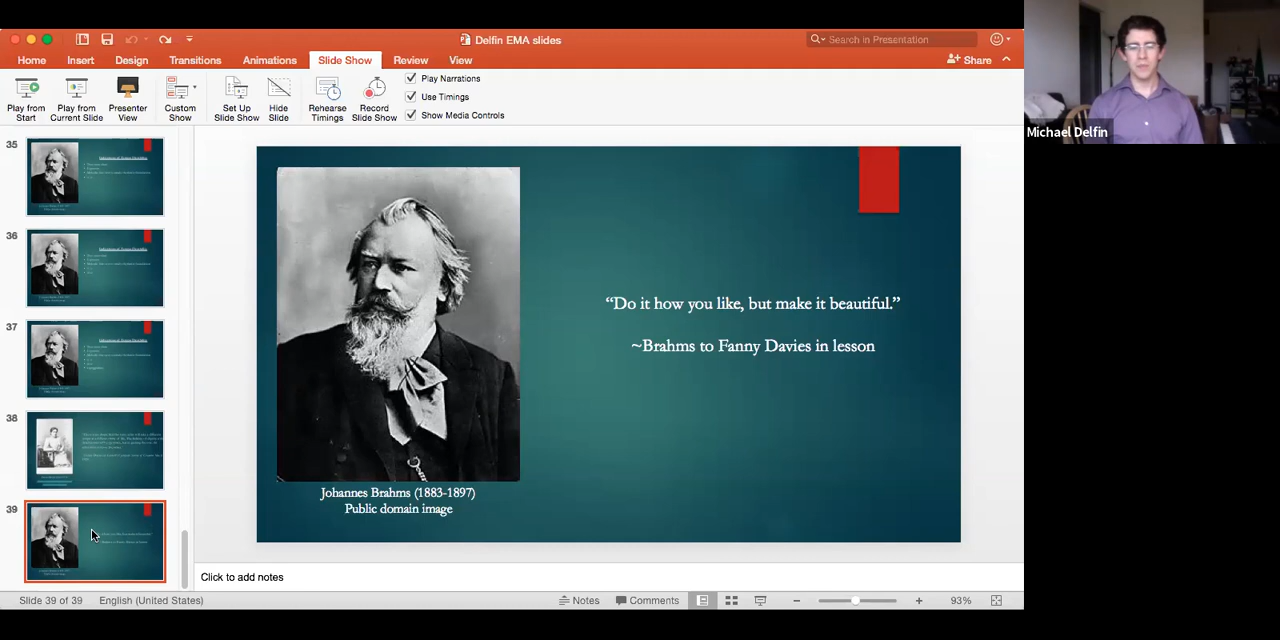 Delfin EMA slides
Search in Presentation
Home Insert Design Transitions Animations Slide Show Review View
Share
Play from Start
Play from Current Slide
Presenter View
Custom Show
Set Up Slide Show
Hide Slide
Rehearse Timings
Record Slide Show
Play Narrations
Use Timings
Show Media Controls
Michael Delfin
35
36
37
38
39
“Do it how you like, but make it beautiful.”
~Brahms to Fanny Davies in lesson
Johannes Brahms (1883-1897)
Public domain image
Click to add notes
Slide 39 of 39 English (United States) Notes Comments 93%